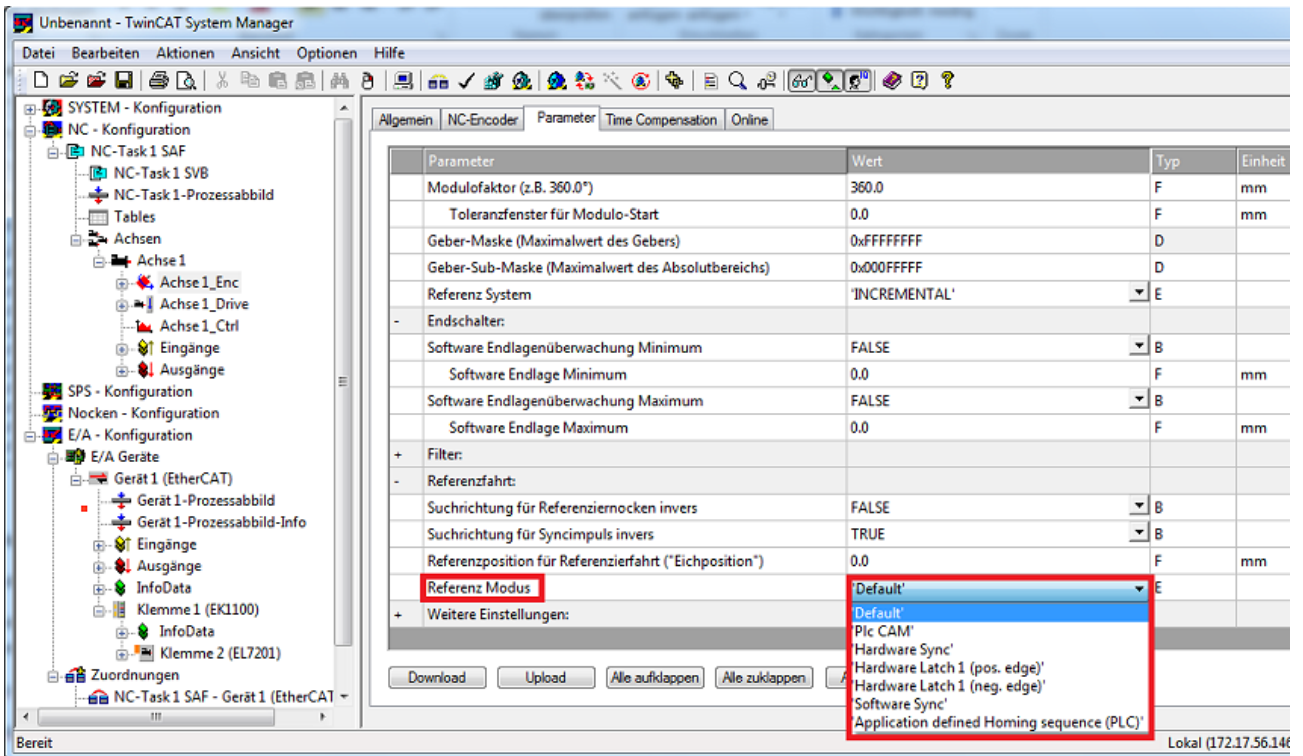 Unbenannt - TwinCAT System Manager
Datei Bearbeiten Aktionen Ansicht Optionen Hilfe
SYSTEM - Konfiguration
NC - Konfiguration
NC-Task 1 SAF
NC-Task 1 SVB
NC-Task 1-Prozessabbild
Tables
Achsen
Achse 1
Achse 1_Enc
Achse 1_Drive
Achse 1_Ctrl
Eingänge
Ausgänge
SPS - Konfiguration
Nocken - Konfiguration
E/A - Konfiguration
E/A Geräte
Gerät 1 (EtherCAT)
Gerät 1-Prozessabbild
Gerät 1-Prozessabbild-Info
Eingänge
Ausgänge
InfoData
Klemme 1 (EK1100)
InfoData
Klemme 2 (EL7201)
Zuordnungen
NC-Task 1 SAF - Gerät 1 (EtherCAT
Allgemein NC-Encoder Parameter Time Compensation Online
Parameter Wert Typ Einheit
Modulofaktor (z.B. 360.0°) 360.0 F mm
Toleranzfenster für Modulo-Start 0.0 F mm
Geber-Maske (Maximalwert des Gebers) 0xFFFFFFFF D
Geber-Sub-Maske (Maximalwert des Absolutbereichs) 0x000FFFFF D
Referenz System 'INCREMENTAL' E
- Endschalter:
Software Endlagenüberwachung Minimum FALSE B
Software Endlage Minimum 0.0 F mm
Software Endlagenüberwachung Maximum FALSE B
Software Endlage Maximum 0.0 F mm
+ Filter:
- Referenzfahrt:
Suchrichtung für Referenziernocken invers FALSE B
Suchrichtung für Syncimpuls invers TRUE B
Referenzposition für Referenzierfahrt ("Eichposition") 0.0 F mm
Referenz Modus 'Default' E
+ Weitere Einstellungen:
'Default'
'Plc CAM'
'Hardware Sync'
'Hardware Latch 1 (pos. edge)'
'Hardware Latch 1 (neg. edge)'
'Software Sync'
'Application defined Homing sequence (PLC)'
Download Upload Alle aufklappen Alle zuklappen
Bereit
Lokal (172.17.56.146